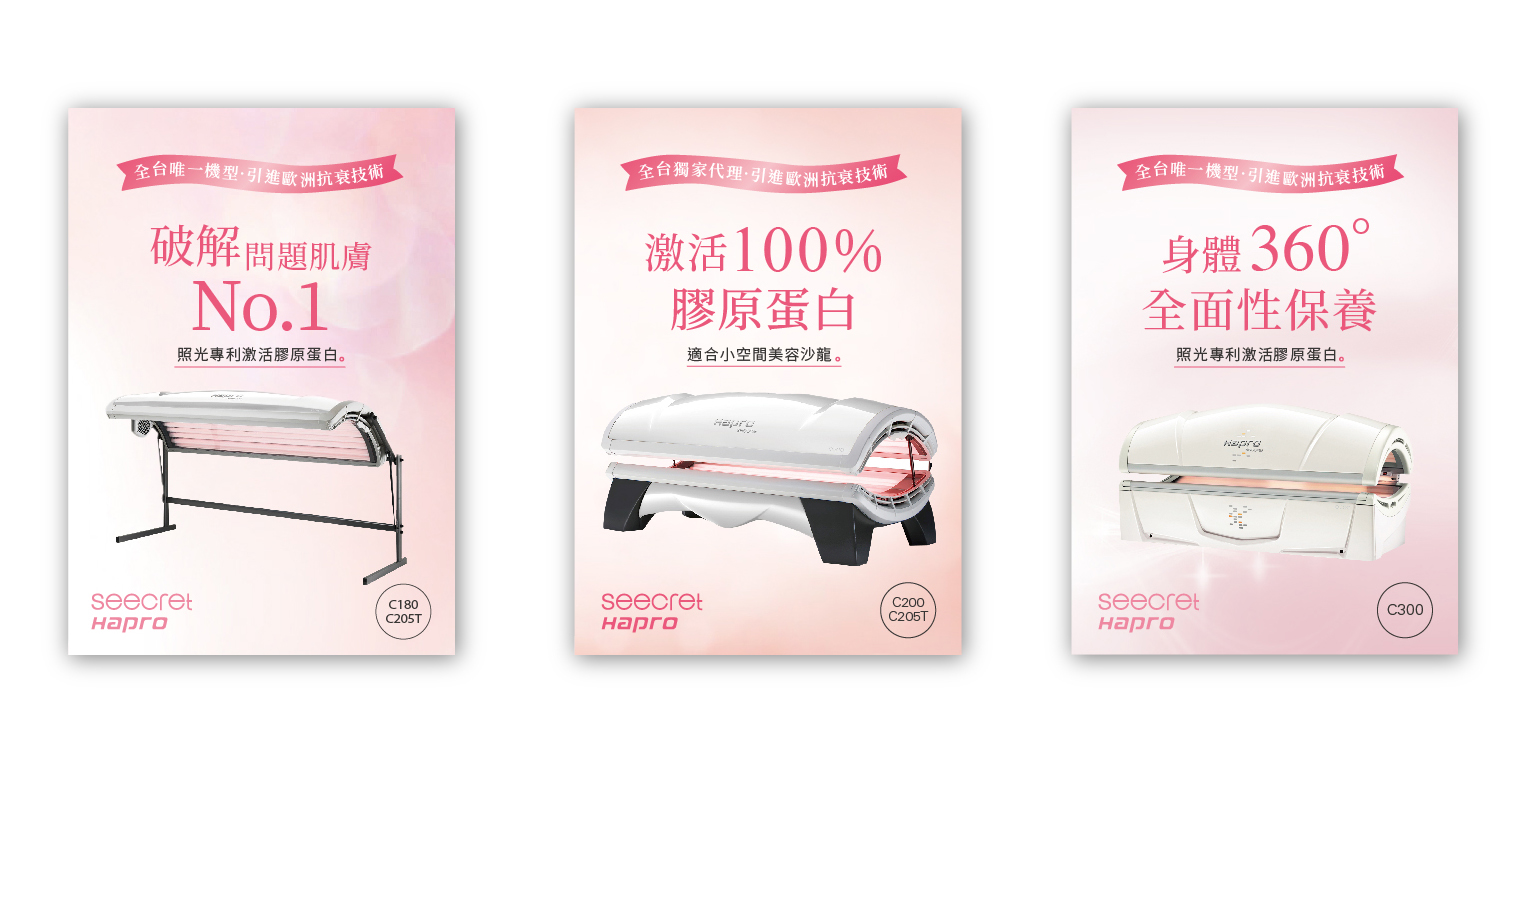 全台唯一機型·引進歐洲抗衰技術
破解問題肌膚
No.1
照光專利激活膠原蛋白。
Hapro
seecret
Hapro
C180
C205T
全台獨家代理·引進歐洲抗衰技術
激活100%
膠原蛋白
適合小空間美容沙龍。
Hapro
seecret
Hapro
C200
C205T
全台唯一機型·引進歐洲抗衰技術
身體360°
全面性保養
照光專利激活膠原蛋白。
Hapro
seecret
Hapro
C300